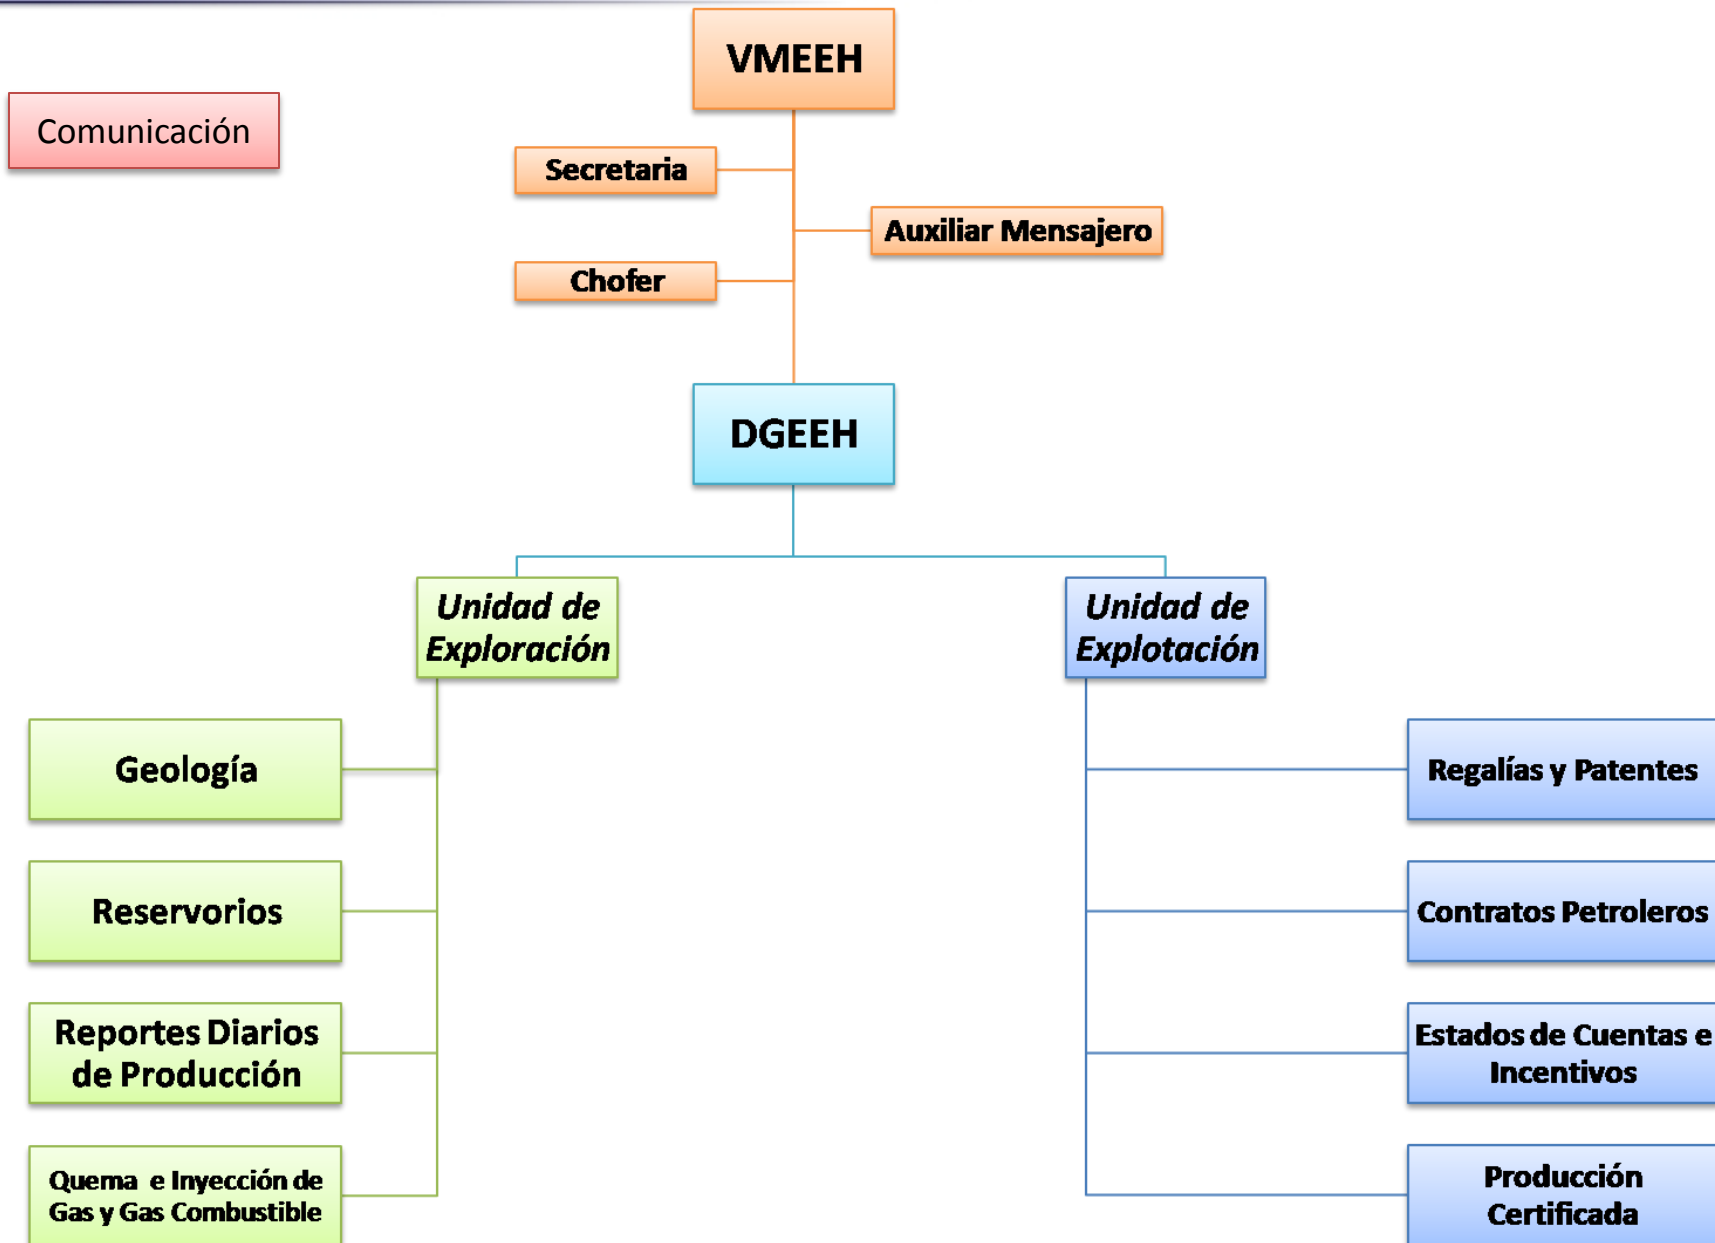 VMEEH
Comunicación
Secretaria
Auxiliar Mensajero
Chofer
DGEEH
Unidad de
Exploración
Unidad de
Explotación
Geología
Regalías y Patentes
Reservorios
Contratos Petroleros
Reportes Diarios
de Producción
Estados de Cuentas e
Incentivos
Quema e Inyección de
Gas y Gas Combustible
Producción
Certificada